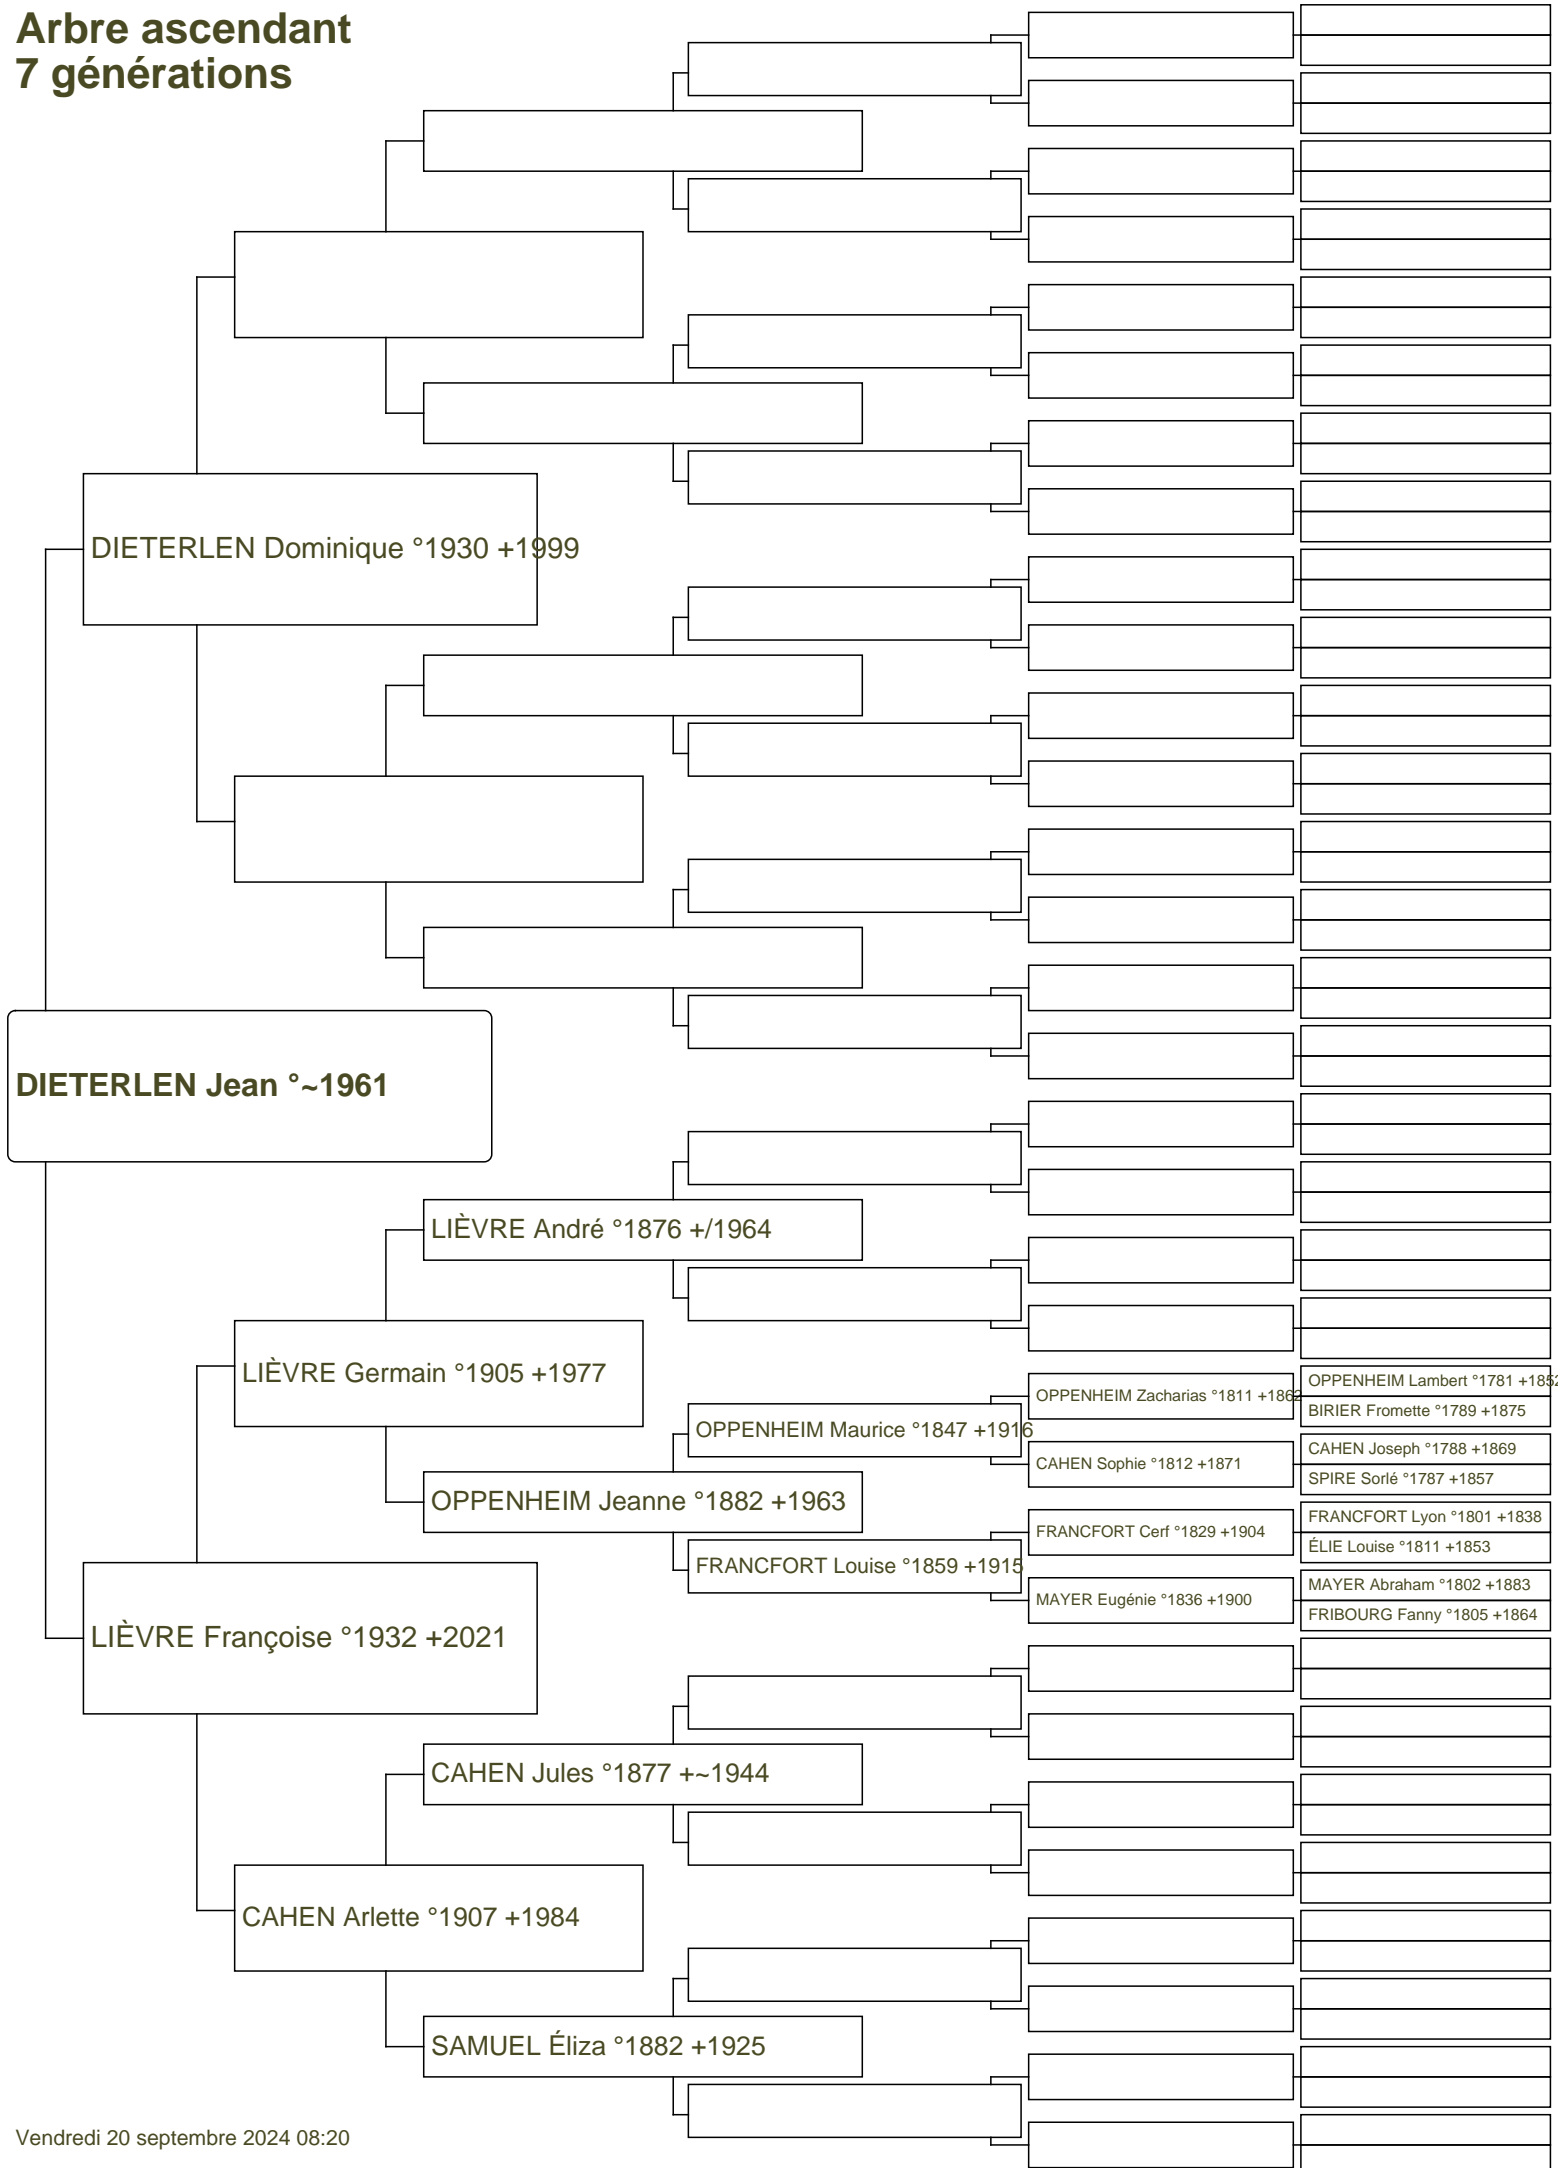 Arbre ascendant
7 générations
DIETERLEN Dominique °1930 +1999
DIETERLEN Jean °~1961
LIÈVRE André °1876 +/1964
LIÈVRE Germain °1905 +1977
OPPENHEIM Zacharias °1811 +1862
OPPENHEIM Lambert °1781 +1852
BIRIER Fromette °1789 +1875
OPPENHEIM Maurice °1847 +1916
CAHEN Sophie °1812 +1871
CAHEN Joseph °1788 +1869
SPIRE Sorlé °1787 +1857
OPPENHEIM Jeanne °1882 +1963
FRANCFORT Cerf °1829 +1904
FRANCFORT Lyon °1801 +1838
ÉLIE Louise °1811 +1853
FRANCFORT Louise °1859 +1915
MAYER Eugénie °1836 +1900
MAYER Abraham °1802 +1883
FRIBOURG Fanny °1805 +1864
LIÈVRE Françoise °1932 +2021
CAHEN Jules °1877 +~1944
CAHEN Arlette °1907 +1984
SAMUEL Éliza °1882 +1925
Vendredi 20 septembre 2024 08:20